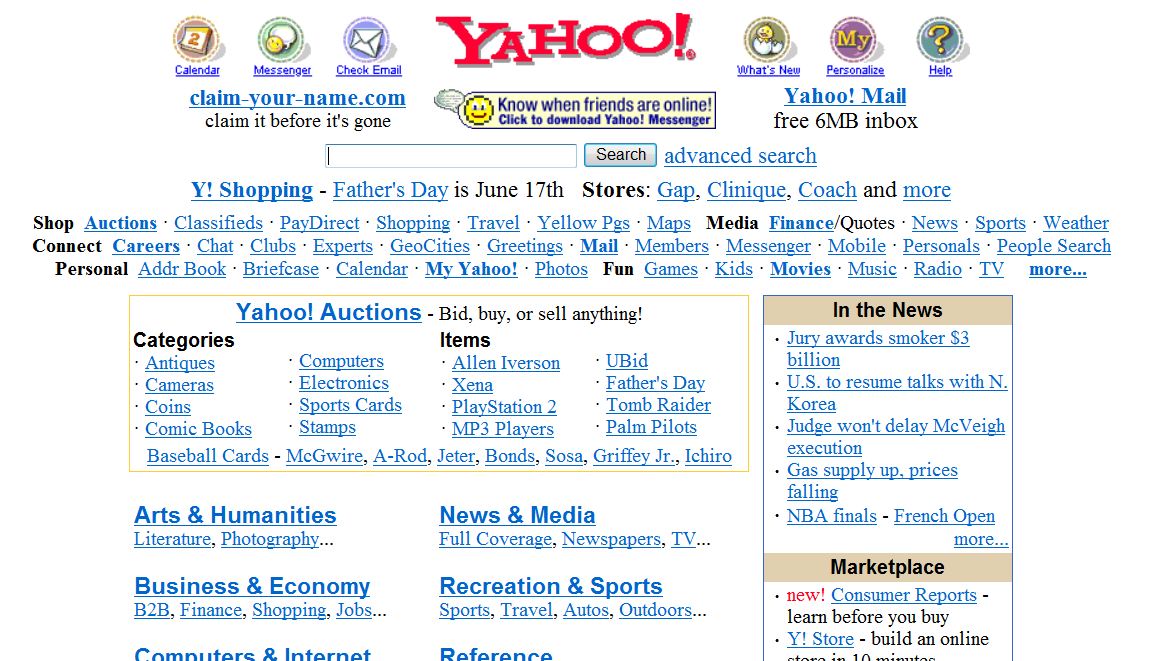 Calendar Messenger Check Email YAHOO! What's New Personalize Help
claim-your-name.com
claim it before it's gone
Know when friends are online!
Click to download Yahoo! Messenger
Yahoo! Mail
free 6MB inbox
Search advanced search
Y! Shopping - Father's Day is June 17th Stores: Gap, Clinique, Coach and more
Shop Auctions · Classifieds · PayDirect · Shopping · Travel · Yellow Pgs · Maps Media Finance/Quotes · News · Sports · Weather
Connect Careers · Chat · Clubs · Experts · GeoCities · Greetings · Mail · Members · Messenger · Mobile · Personals · People Search
Personal Addr Book · Briefcase · Calendar · My Yahoo! · Photos Fun Games · Kids · Movies · Music · Radio · TV more...
Yahoo! Auctions - Bid, buy, or sell anything!
Categories
· Antiques
· Cameras
· Coins
· Comic Books
· Computers
· Electronics
· Sports Cards
· Stamps
Items
· Allen Iverson
· Xena
· PlayStation 2
· MP3 Players
· UBid
· Father's Day
· Tomb Raider
· Palm Pilots
Baseball Cards - McGwire, A-Rod, Jeter, Bonds, Sosa, Griffey Jr., Ichiro
Arts & Humanities
Literature, Photography...
News & Media
Full Coverage, Newspapers, TV...
Business & Economy
B2B, Finance, Shopping, Jobs...
Recreation & Sports
Sports, Travel, Autos, Outdoors...
Computers & Internet
Reference
In the News
· Jury awards smoker $3
billion
· U.S. to resume talks with N.
Korea
· Judge won't delay McVeigh
execution
· Gas supply up, prices
falling
· NBA finals - French Open
more...
Marketplace
· new! Consumer Reports -
learn before you buy
· Y! Store - build an online
store in 10 minutes